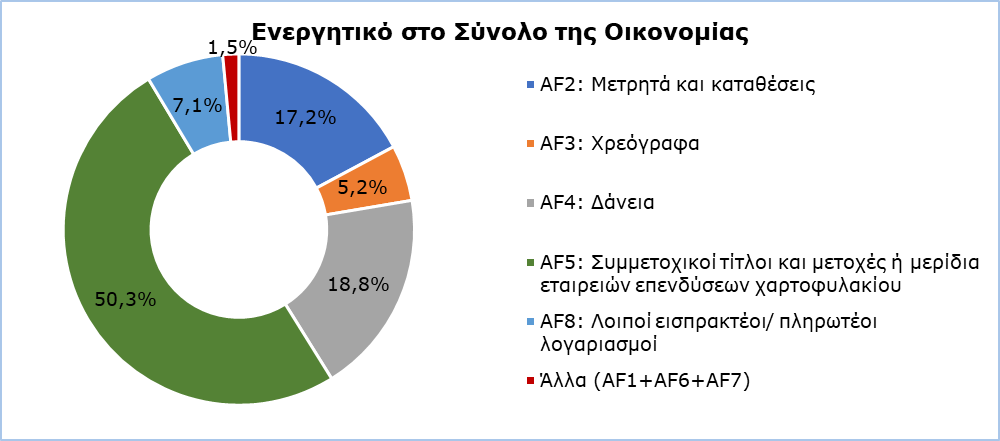 Ενεργητικό στο Σύνολο της Οικονομίας
1,5%
7,1%
17,2%
5,2%
18,8%
50,3%
AF2: Μετρητά και καταθέσεις
AF3: Χρεόγραφα
AF4: Δάνεια
AF5: Συμμετοχικοί τίτλοι και μετοχές ή μερίδια
εταιρειών επενδύσεων χαρτοφυλακίου
AF8: Λοιποί εισπρακτέοι/ πληρωτέοι
λογαριασμοί
Άλλα (AF1+AF6+AF7)